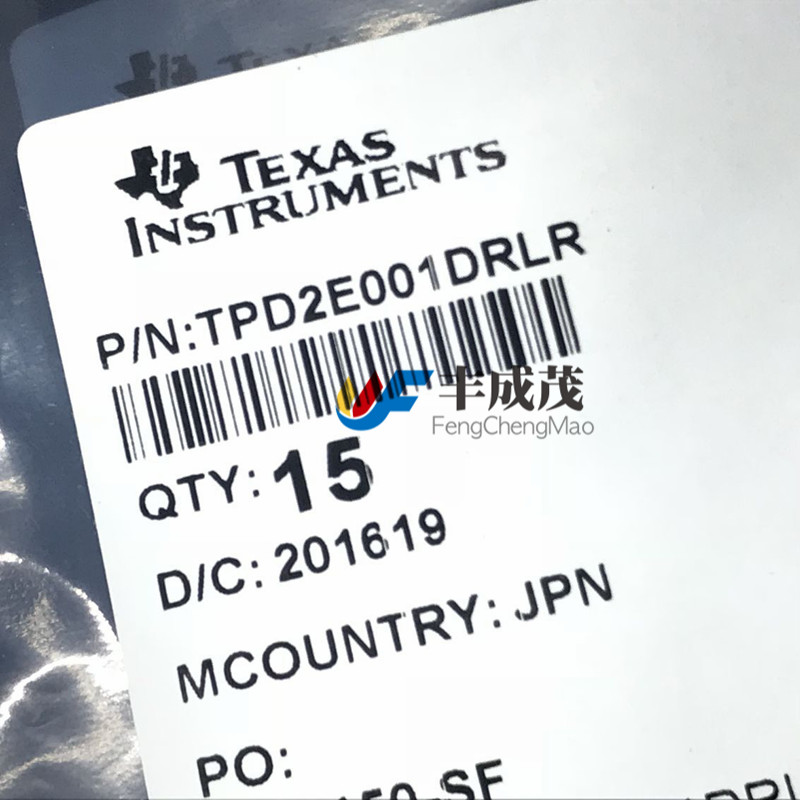 TEXAS
INSTRUMENTS
P/N:TPD2E001DRLR
丰成茂
FengChengMao
QTY: 15
D/C: 201619
MCOUNTRY: JPN
PO: